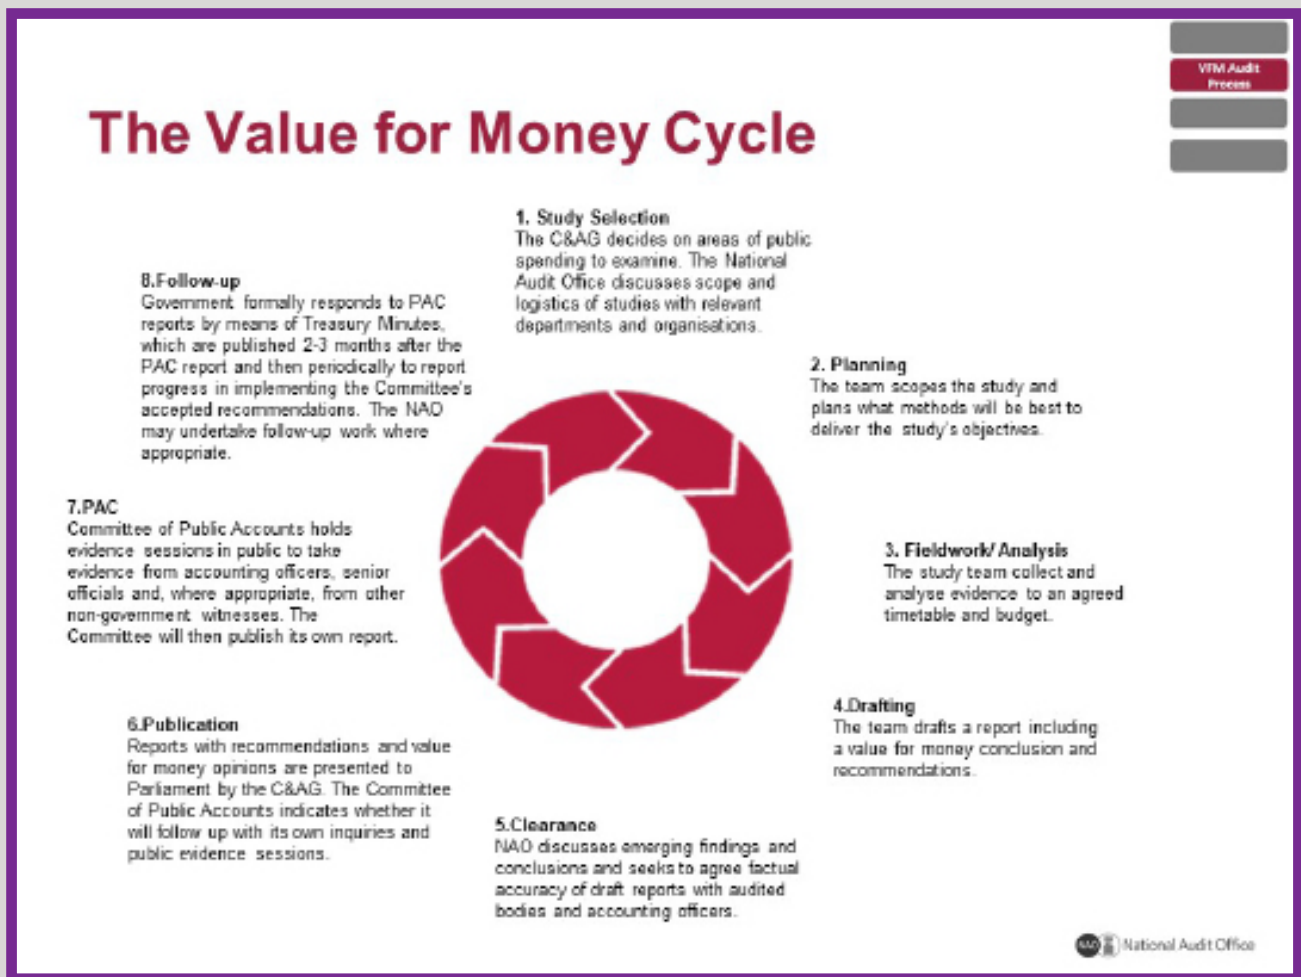 VFM Audit
Process
The Value for Money Cycle
1. Study Selection
The C&AG decides on areas of public
spending to examine. The National
Audit Office discusses scope and
logistics of studies with relevant
departments and organisations.
2. Planning
The team scopes the study and
plans what methods will be best to
deliver the study's objectives.
3. Fieldwork/ Analysis
The study team collect and
analyse evidence to an agreed
timetable and budget.
4.Drafting
The team drafts a report including
a value for money conclusion and
recommendations.
5.Clearance
NAO discusses emerging findings and
conclusions and seeks to agree factual
accuracy of draft reports with audited
bodies and accounting officers.
6.Publication
Reports with recommendations and value
for money opinions are presented to
Parliament by the C&AG. The Committee
of Public Accounts indicates whether it
will follow up with its own inquiries and
public evidence sessions.
7.PAC
Committee of Public Accounts holds
evidence sessions in public to take
evidence from accounting officers, senior
officials and, where appropriate, from other
non-government witnesses. The
Committee will then publish its own report.
8.Follow-up
Government formally responds to PAC
reports by means of Treasury Minutes,
which are published 2-3 months after the
PAC report and then periodically to report
progress in implementing the Committee's
accepted recommendations. The NAO
may undertake follow-up work where
appropriate.
NAO National Audit Office